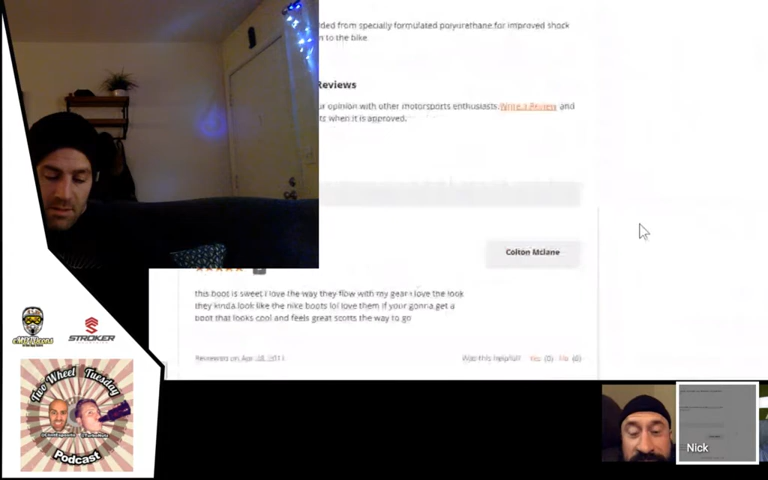 ded from specially formulated polyurethane for improved shock
n to the bike
Reviews
r opinion with other motorsports enthusiasts. Write a Review and
ts when it is approved.
Colton Mclane
this boot is sweet i love the way they flow with my gear i love the look
they kinda look like the nike boots lol love them if your gonna get a
boot that looks cool and feels great scotts the way to go
Reviewed on Apr
Was this helpful? Yes (0) No (0)
STROKER
Two Wheel Tuesday
Podcast
Nick